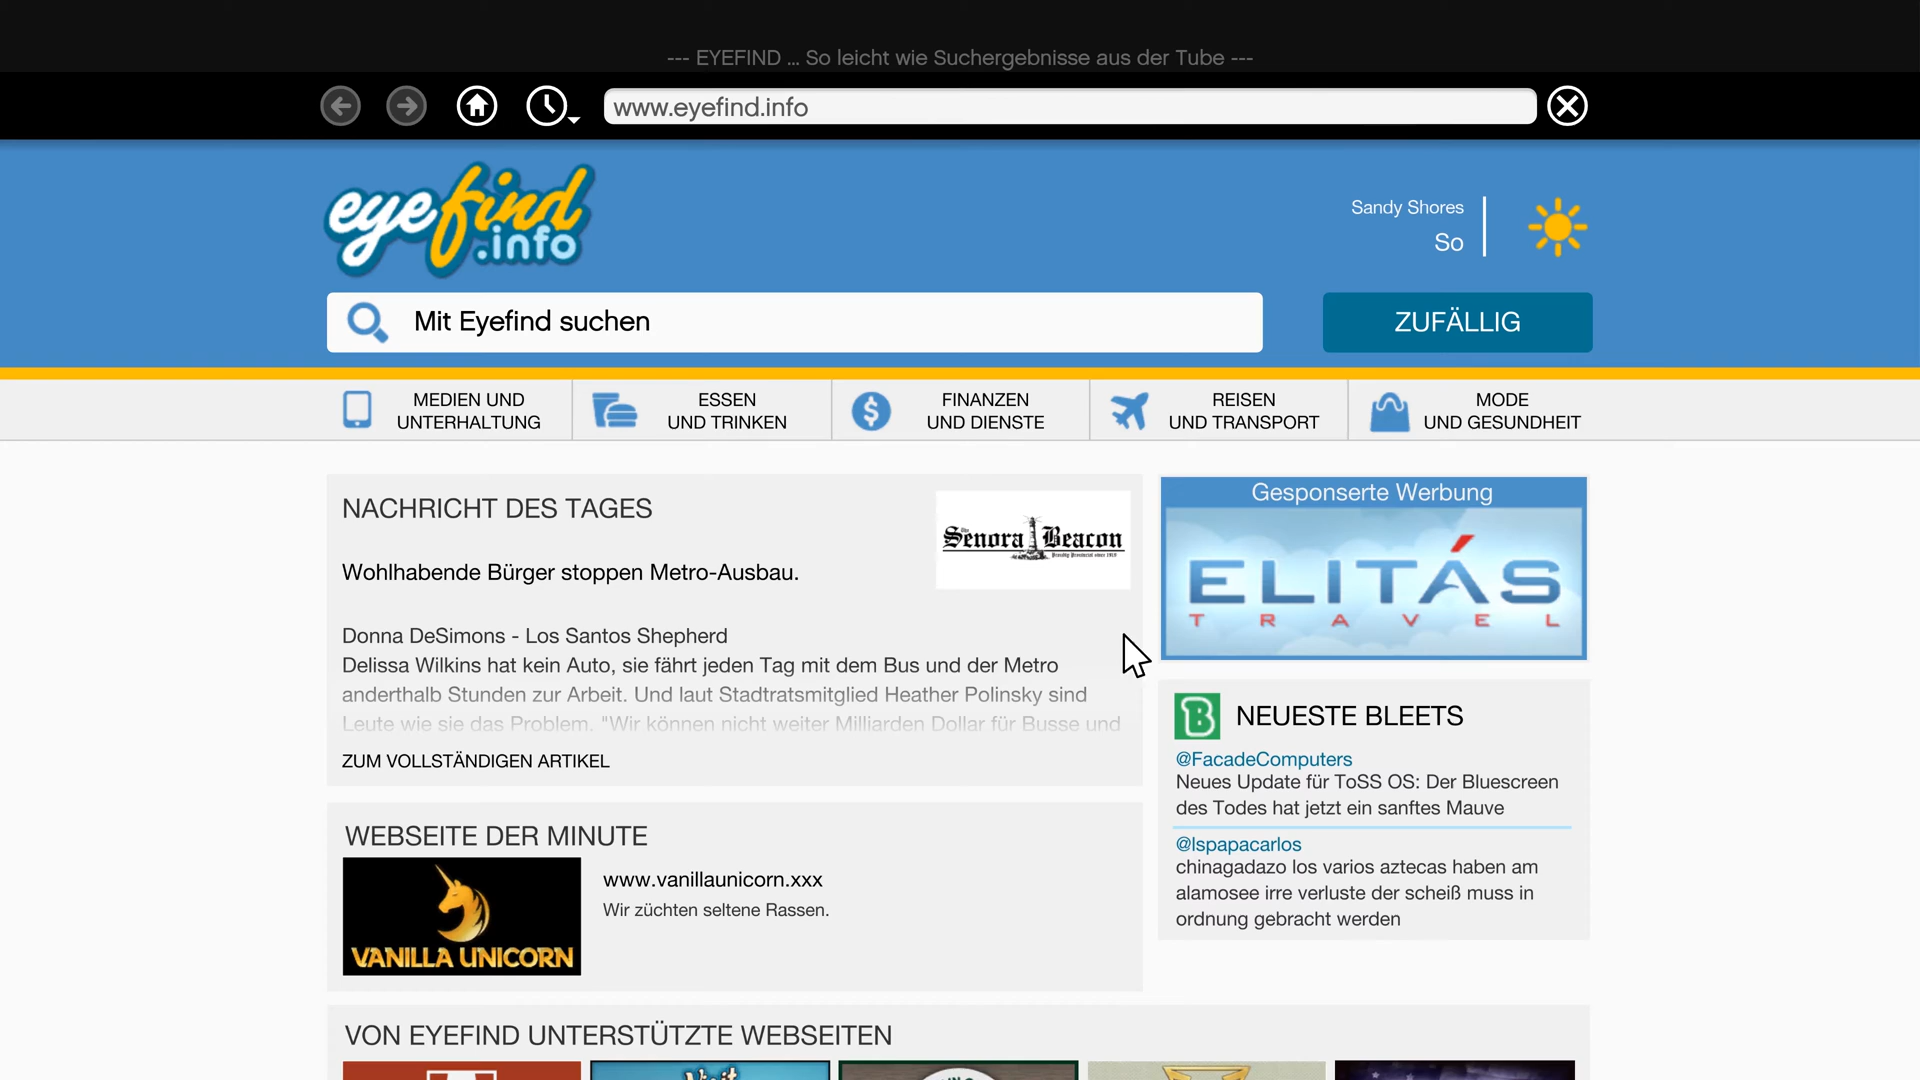 --- EYEFIND ... So leicht wie Suchergebnisse aus der Tube ---
www.eyefind.info
eyefind
.info
Sandy Shores
So
Mit Eyefind suchen
ZUFÄLLIG
MEDIEN UND
UNTERHALTUNG
ESSEN
UND TRINKEN
FINANZEN
UND DIENSTE
REISEN
UND TRANSPORT
MODE
UND GESUNDHEIT
NACHRICHT DES TAGES
The Senora Beacon
Proudly Provincial since 1919
Wohlhabende Bürger stoppen Metro-Ausbau.
Donna DeSimons - Los Santos Shepherd
Delissa Wilkins hat kein Auto, sie fährt jeden Tag mit dem Bus und der Metro
anderthalb Stunden zur Arbeit. Und laut Stadtratsmitglied Heather Polinsky sind
Leute wie sie das Problem. "Wir können nicht weiter Milliarden Dollar für Busse und
ZUM VOLLSTÄNDIGEN ARTIKEL
Gesponserte Werbung
ELITÁS
TRAVEL
B NEUESTE BLEETS
@FacadeComputers
Neues Update für ToSS OS: Der Bluescreen
des Todes hat jetzt ein sanftes Mauve
@lspapacarlos
chinagadazo los varios aztecas haben am
alamosee irre verluste der scheiß muss in
ordnung gebracht werden
WEBSEITE DER MINUTE
VANILLA UNICORN
www.vanillaunicorn.xxx
Wir züchten seltene Rassen.
VON EYEFIND UNTERSTÜTZTE WEBSEITEN
Visit